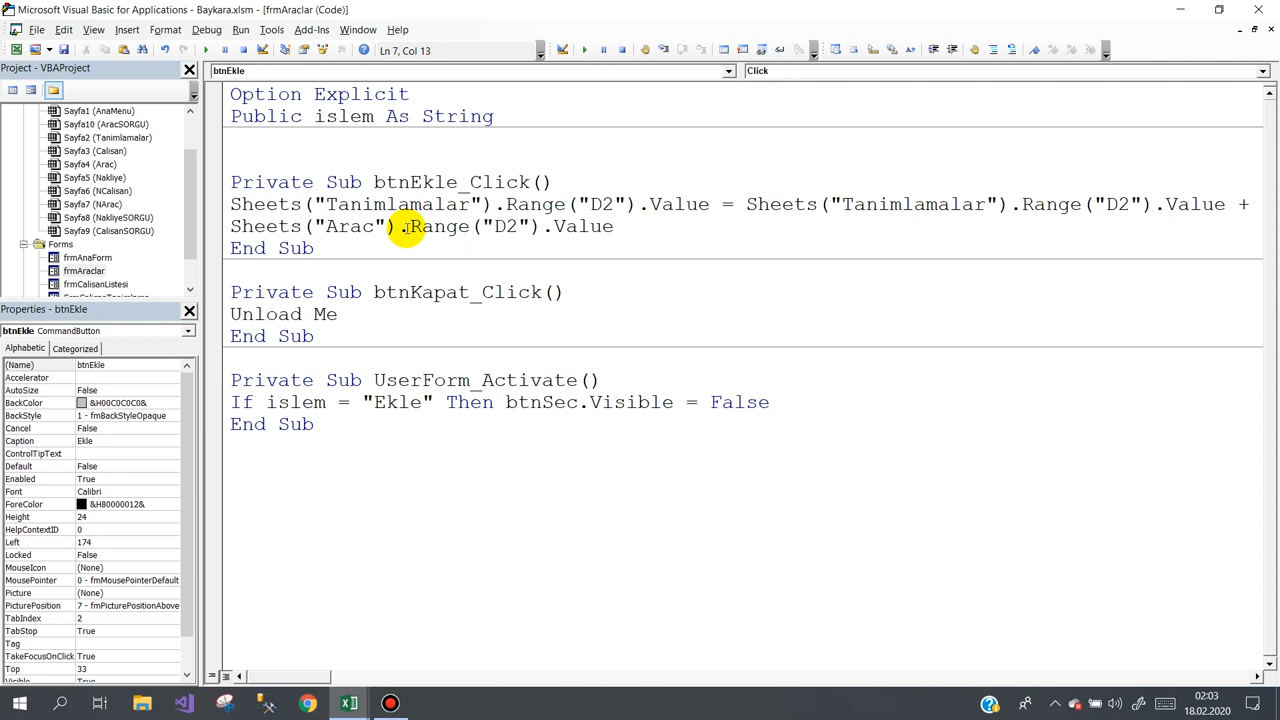 Microsoft Visual Basic for Applications - Baykara.xlsm - [frmAraclar (Code)]
File Edit View Insert Format Debug Run Tools Add-Ins Window Help
Ln 7, Col 13
Project - VBAProject
btnEkle
Click
Sayfa1 (AnaMenu)
Sayfa10 (AracSORGU)
Sayfa2 (Tanimlamalar)
Sayfa3 (Calisan)
Sayfa4 (Arac)
Sayfa5 (Nakliye)
Sayfa6 (NCalisan)
Sayfa7 (NArac)
Sayfa8 (NakliyeSORGU)
Sayfa9 (CalisanSORGU)
Forms
frmAnaForm
frmAraclar
frmCalisanListesi
frmCalisanTanimlama
Properties - btnEkle
btnEkle CommandButton
Alphabetic Categorized
(Name) btnEkle
Accelerator
AutoSize False
BackColor &H00C0C0C0&
BackStyle 1 - fmBackStyleOpaque
Cancel False
Caption Ekle
ControlTipText
Default False
Enabled True
Font Calibri
ForeColor &H80000012&
Height 24
HelpContextID 0
Left 174
Locked False
MouseIcon (None)
MousePointer 0 - fmMousePointerDefault
Picture (None)
PicturePosition 7 - fmPicturePositionAbove
TabIndex 2
TabStop True
Tag
TakeFocusOnClick True
Top 33
Visible True
Option Explicit
Public islem As String
Private Sub btnEkle_Click()
Sheets("Tanimlamalar").Range("D2").Value = Sheets("Tanimlamalar").Range("D2").Value +
Sheets("Arac").Range("D2").Value
End Sub
Private Sub btnKapat_Click()
Unload Me
End Sub
Private Sub UserForm_Activate()
If islem = "Ekle" Then btnSec.Visible = False
End Sub
02:03
18.02.2020